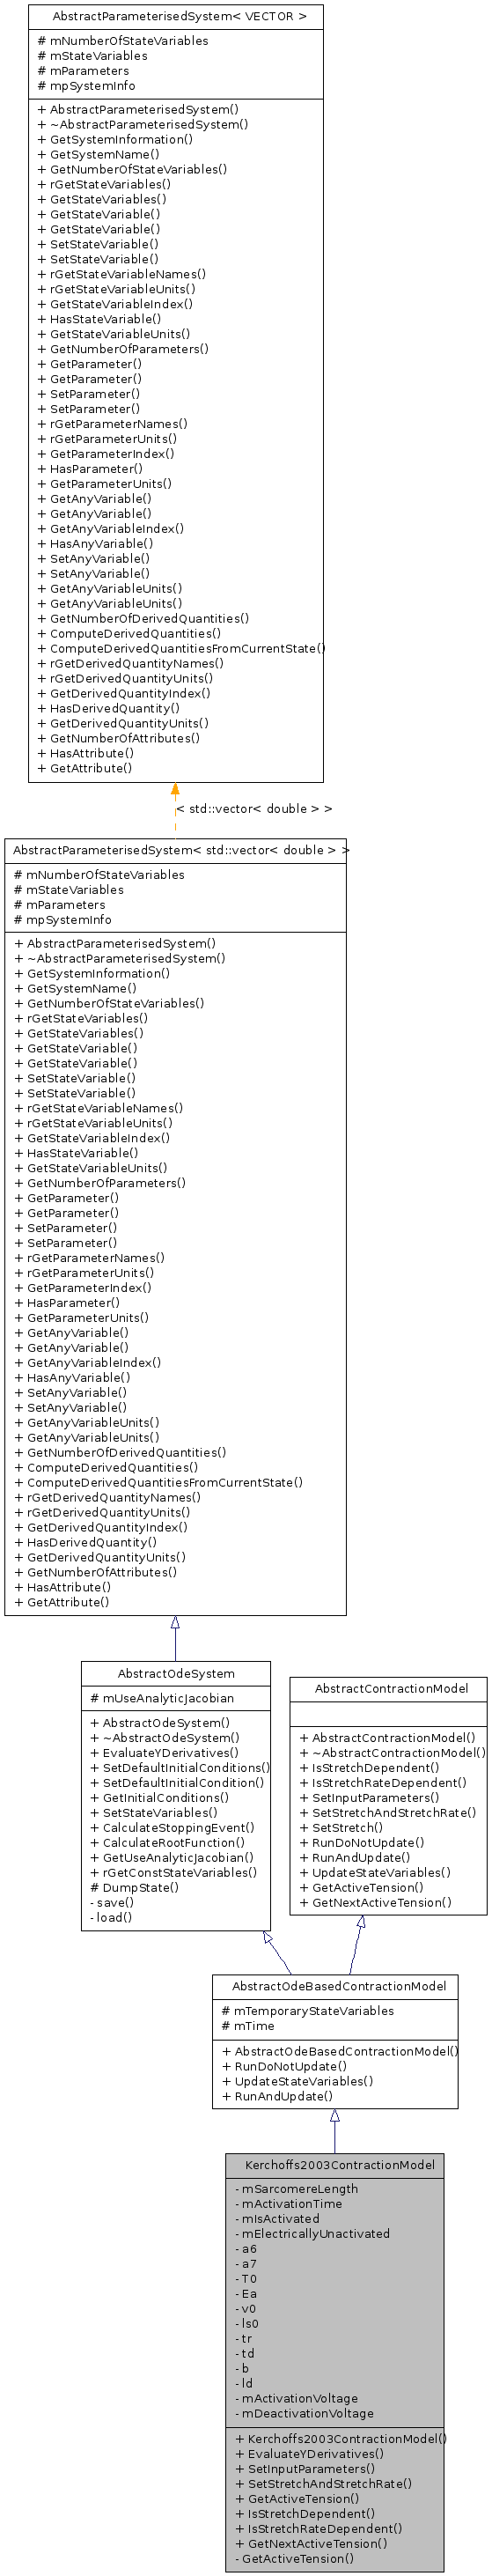 AbstractParameterisedSystem< VECTOR >
# mNumberOfStateVariables
# mStateVariables
# mParameters
# mpSystemInfo
+ AbstractParameterisedSystem()
+ ~AbstractParameterisedSystem()
+ GetSystemInformation()
+ GetSystemName()
+ GetNumberOfStateVariables()
+ rGetStateVariables()
+ GetStateVariables()
+ GetStateVariable()
+ GetStateVariable()
+ SetStateVariable()
+ SetStateVariable()
+ rGetStateVariableNames()
+ rGetStateVariableUnits()
+ GetStateVariableIndex()
+ HasStateVariable()
+ GetStateVariableUnits()
+ GetNumberOfParameters()
+ GetParameter()
+ GetParameter()
+ SetParameter()
+ SetParameter()
+ rGetParameterNames()
+ rGetParameterUnits()
+ GetParameterIndex()
+ HasParameter()
+ GetParameterUnits()
+ GetAnyVariable()
+ GetAnyVariable()
+ GetAnyVariableIndex()
+ HasAnyVariable()
+ SetAnyVariable()
+ SetAnyVariable()
+ GetAnyVariableUnits()
+ GetAnyVariableUnits()
+ GetNumberOfDerivedQuantities()
+ ComputeDerivedQuantities()
+ ComputeDerivedQuantitiesFromCurrentState()
+ rGetDerivedQuantityNames()
+ rGetDerivedQuantityUnits()
+ GetDerivedQuantityIndex()
+ HasDerivedQuantity()
+ GetDerivedQuantityUnits()
+ GetNumberOfAttributes()
+ HasAttribute()
+ GetAttribute()
< std::vector< double > >
AbstractParameterisedSystem< std::vector< double > >
# mNumberOfStateVariables
# mStateVariables
# mParameters
# mpSystemInfo
+ AbstractParameterisedSystem()
+ ~AbstractParameterisedSystem()
+ GetSystemInformation()
+ GetSystemName()
+ GetNumberOfStateVariables()
+ rGetStateVariables()
+ GetStateVariables()
+ GetStateVariable()
+ GetStateVariable()
+ SetStateVariable()
+ SetStateVariable()
+ rGetStateVariableNames()
+ rGetStateVariableUnits()
+ GetStateVariableIndex()
+ HasStateVariable()
+ GetStateVariableUnits()
+ GetNumberOfParameters()
+ GetParameter()
+ GetParameter()
+ SetParameter()
+ SetParameter()
+ rGetParameterNames()
+ rGetParameterUnits()
+ GetParameterIndex()
+ HasParameter()
+ GetParameterUnits()
+ GetAnyVariable()
+ GetAnyVariable()
+ GetAnyVariableIndex()
+ HasAnyVariable()
+ SetAnyVariable()
+ SetAnyVariable()
+ GetAnyVariableUnits()
+ GetAnyVariableUnits()
+ GetNumberOfDerivedQuantities()
+ ComputeDerivedQuantities()
+ ComputeDerivedQuantitiesFromCurrentState()
+ rGetDerivedQuantityNames()
+ rGetDerivedQuantityUnits()
+ GetDerivedQuantityIndex()
+ HasDerivedQuantity()
+ GetDerivedQuantityUnits()
+ GetNumberOfAttributes()
+ HasAttribute()
+ GetAttribute()
AbstractOdeSystem
# mUseAnalyticJacobian
+ AbstractOdeSystem()
+ ~AbstractOdeSystem()
+ EvaluateYDerivatives()
+ SetDefaultInitialConditions()
+ SetDefaultInitialCondition()
+ GetInitialConditions()
+ SetStateVariables()
+ CalculateStoppingEvent()
+ CalculateRootFunction()
+ GetUseAnalyticJacobian()
+ rGetConstStateVariables()
# DumpState()
- save()
- load()
AbstractContractionModel
+ AbstractContractionModel()
+ ~AbstractContractionModel()
+ IsStretchDependent()
+ IsStretchRateDependent()
+ SetInputParameters()
+ SetStretchAndStretchRate()
+ SetStretch()
+ RunDoNotUpdate()
+ RunAndUpdate()
+ UpdateStateVariables()
+ GetActiveTension()
+ GetNextActiveTension()
AbstractOdeBasedContractionModel
# mTemporaryStateVariables
# mTime
+ AbstractOdeBasedContractionModel()
+ RunDoNotUpdate()
+ UpdateStateVariables()
+ RunAndUpdate()
Kerchoffs2003ContractionModel
- mSarcomereLength
- mActivationTime
- mIsActivated
- mElectricallyUnactivated
- a6
- a7
- T0
- Ea
- v0
- ls0
- tr
- td
- b
- ld
- mActivationVoltage
- mDeactivationVoltage
+ Kerchoffs2003ContractionModel()
+ EvaluateYDerivatives()
+ SetInputParameters()
+ SetStretchAndStretchRate()
+ GetActiveTension()
+ IsStretchDependent()
+ IsStretchRateDependent()
+ GetNextActiveTension()
- GetActiveTension()